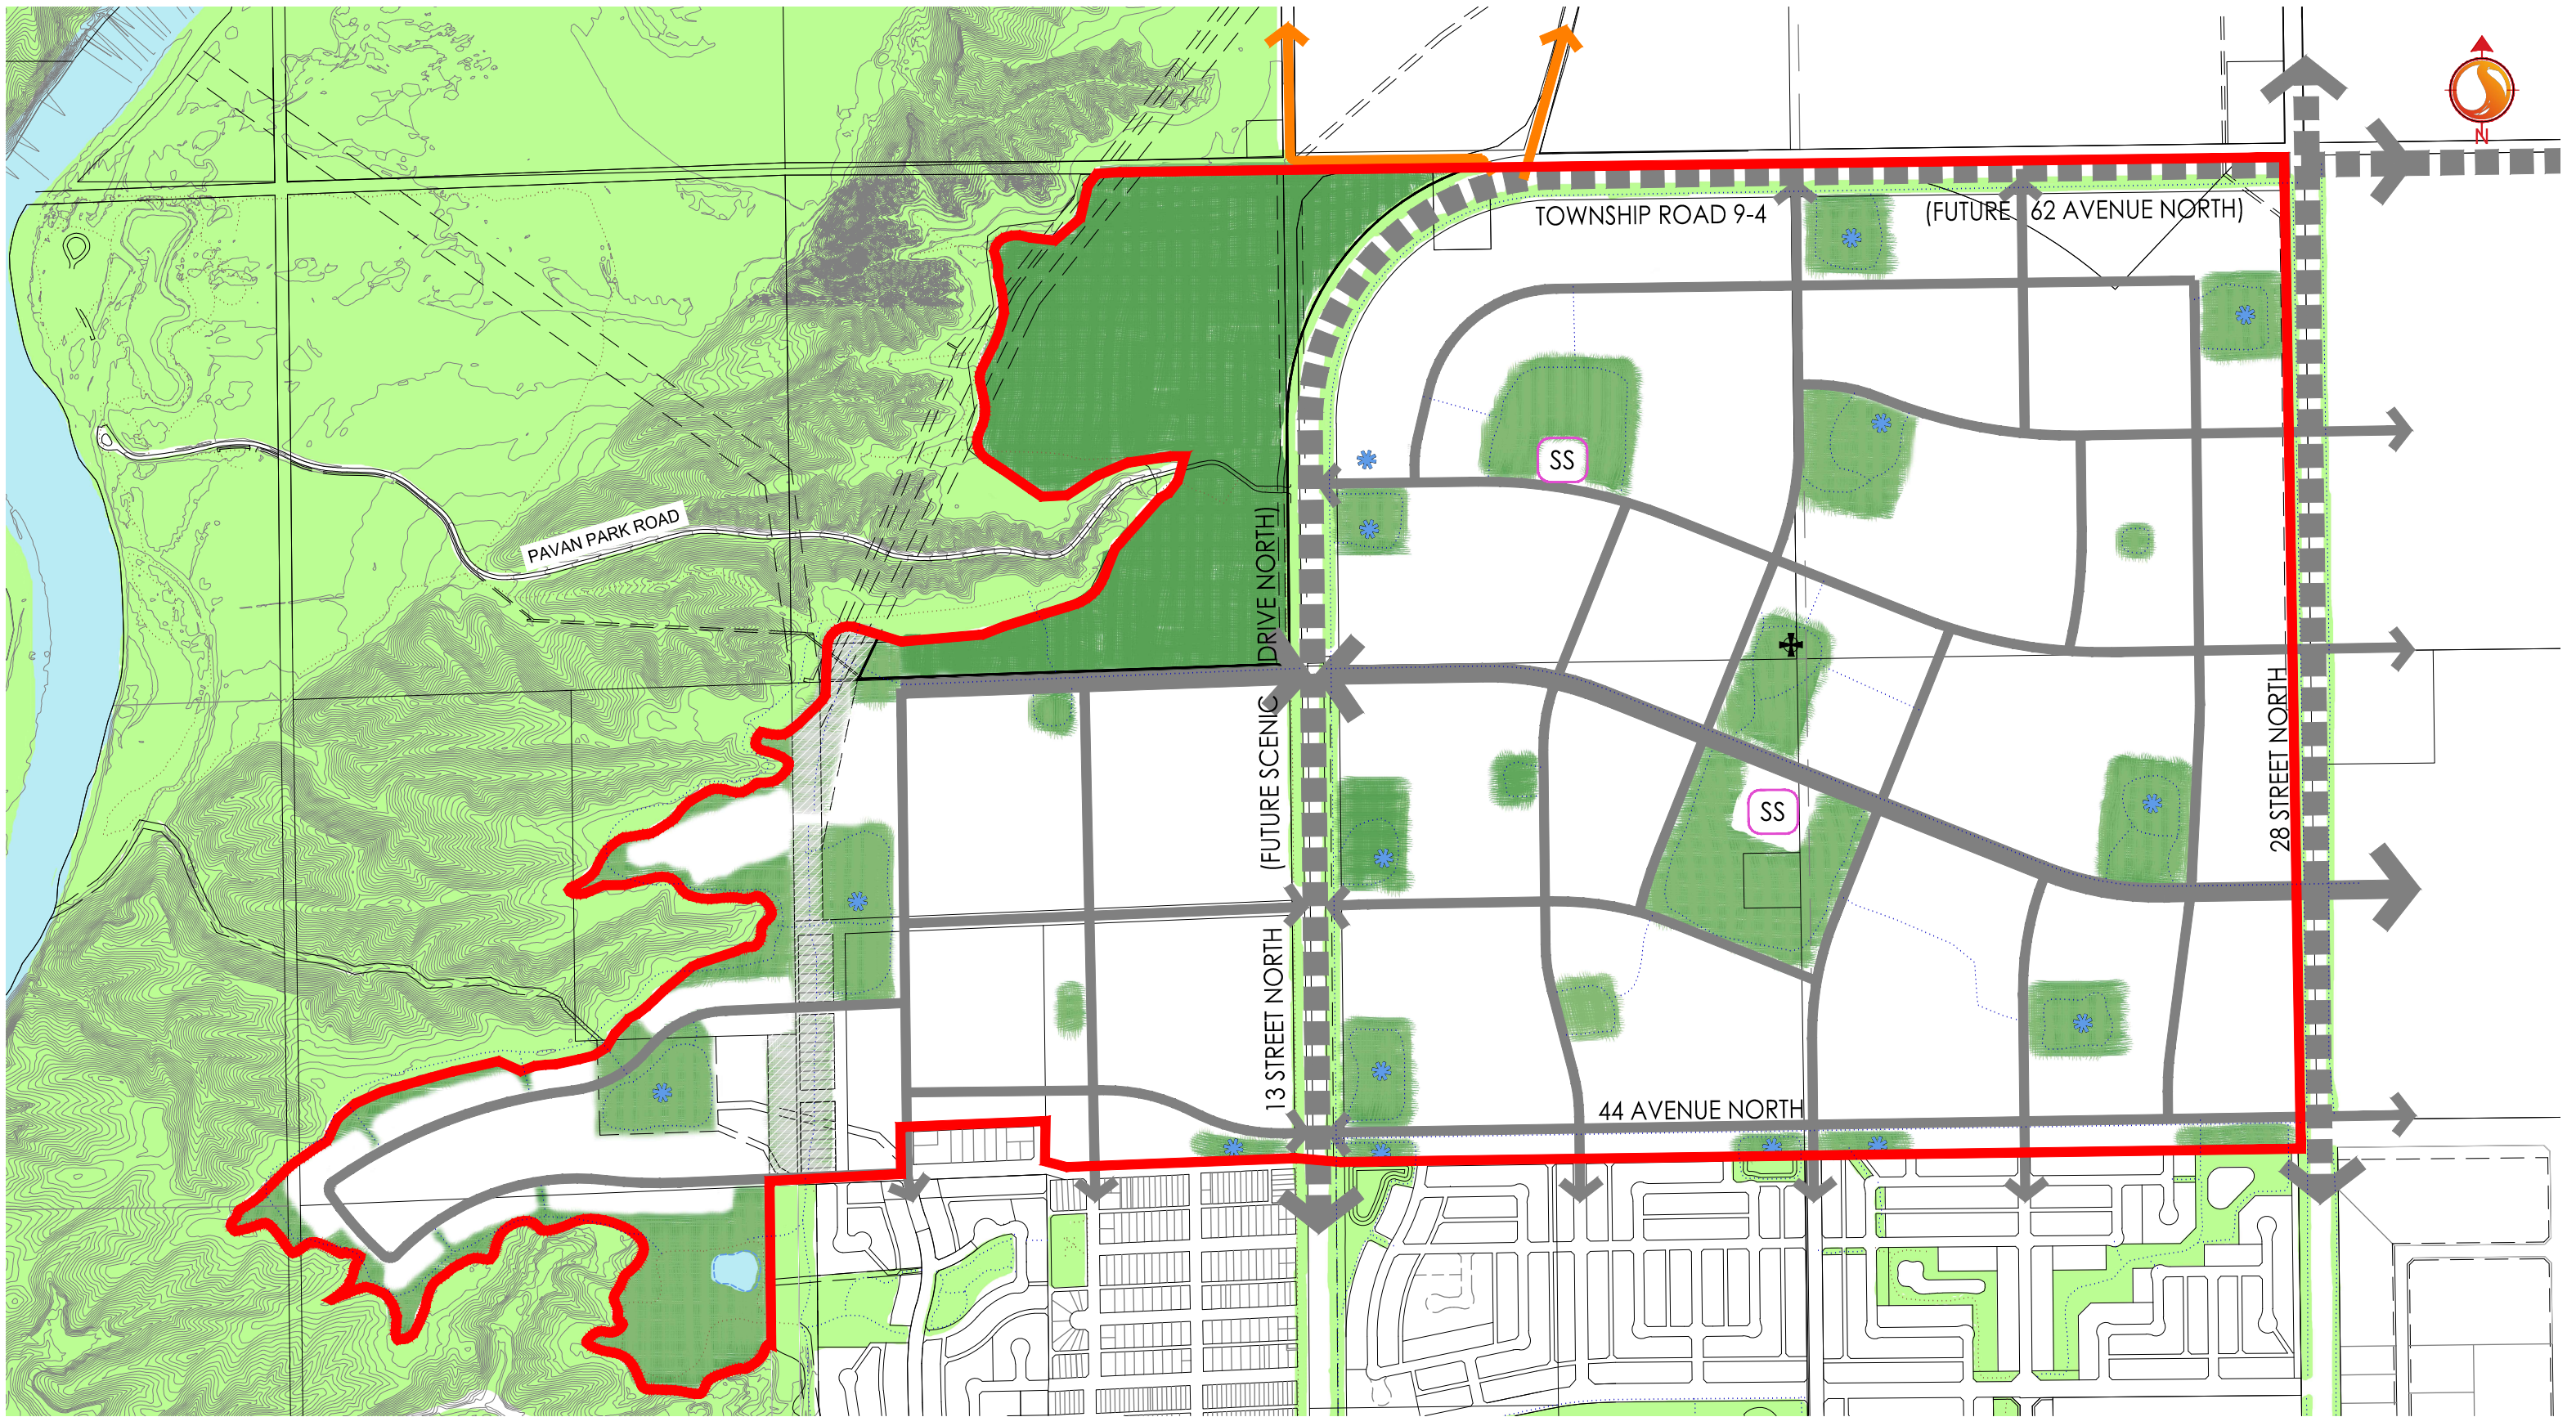 N
TOWNSHIP ROAD 9-4
(FUTURE 62 AVENUE NORTH)
SS
PAVAN PARK ROAD
13 STREET NORTH (FUTURE SCENIC DRIVE NORTH)
28 STREET NORTH
SS
44 AVENUE NORTH